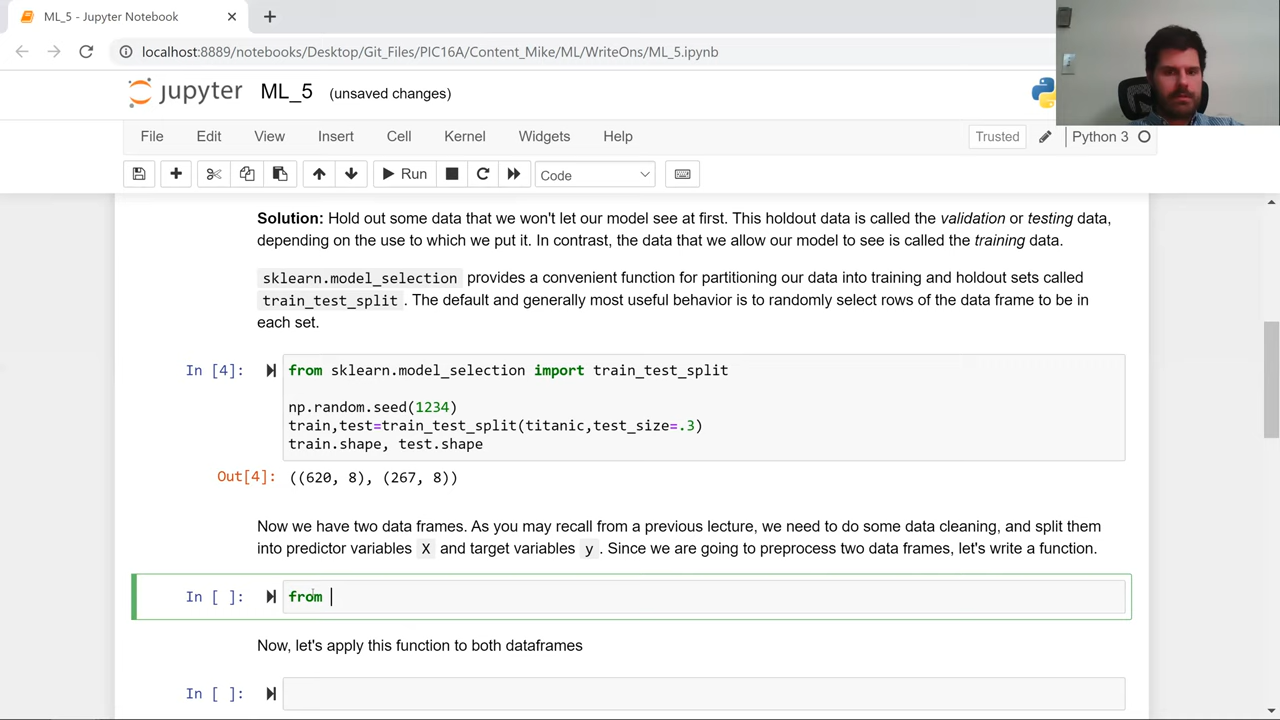 ML_5 - Jupyter Notebook
localhost:8889/notebooks/Desktop/Git_Files/PIC16A/Content_Mike/ML/WriteOns/ML_5.ipynb
jupyter ML_5 (unsaved changes)
File Edit View Insert Cell Kernel Widgets Help Trusted Python 3
Run Code
Solution: Hold out some data that we won't let our model see at first. This holdout data is called the validation or testing data,
depending on the use to which we put it. In contrast, the data that we allow our model to see is called the training data.
sklearn.model_selection provides a convenient function for partitioning our data into training and holdout sets called
train_test_split . The default and generally most useful behavior is to randomly select rows of the data frame to be in
each set.
In [4]: from sklearn.model_selection import train_test_split
np.random.seed(1234)
train,test=train_test_split(titanic,test_size=.3)
train.shape, test.shape
Out[4]: ((620, 8), (267, 8))
Now we have two data frames. As you may recall from a previous lecture, we need to do some data cleaning, and split them
into predictor variables X and target variables y . Since we are going to preprocess two data frames, let's write a function.
In [ ]: from
Now, let's apply this function to both dataframes
In [ ]: